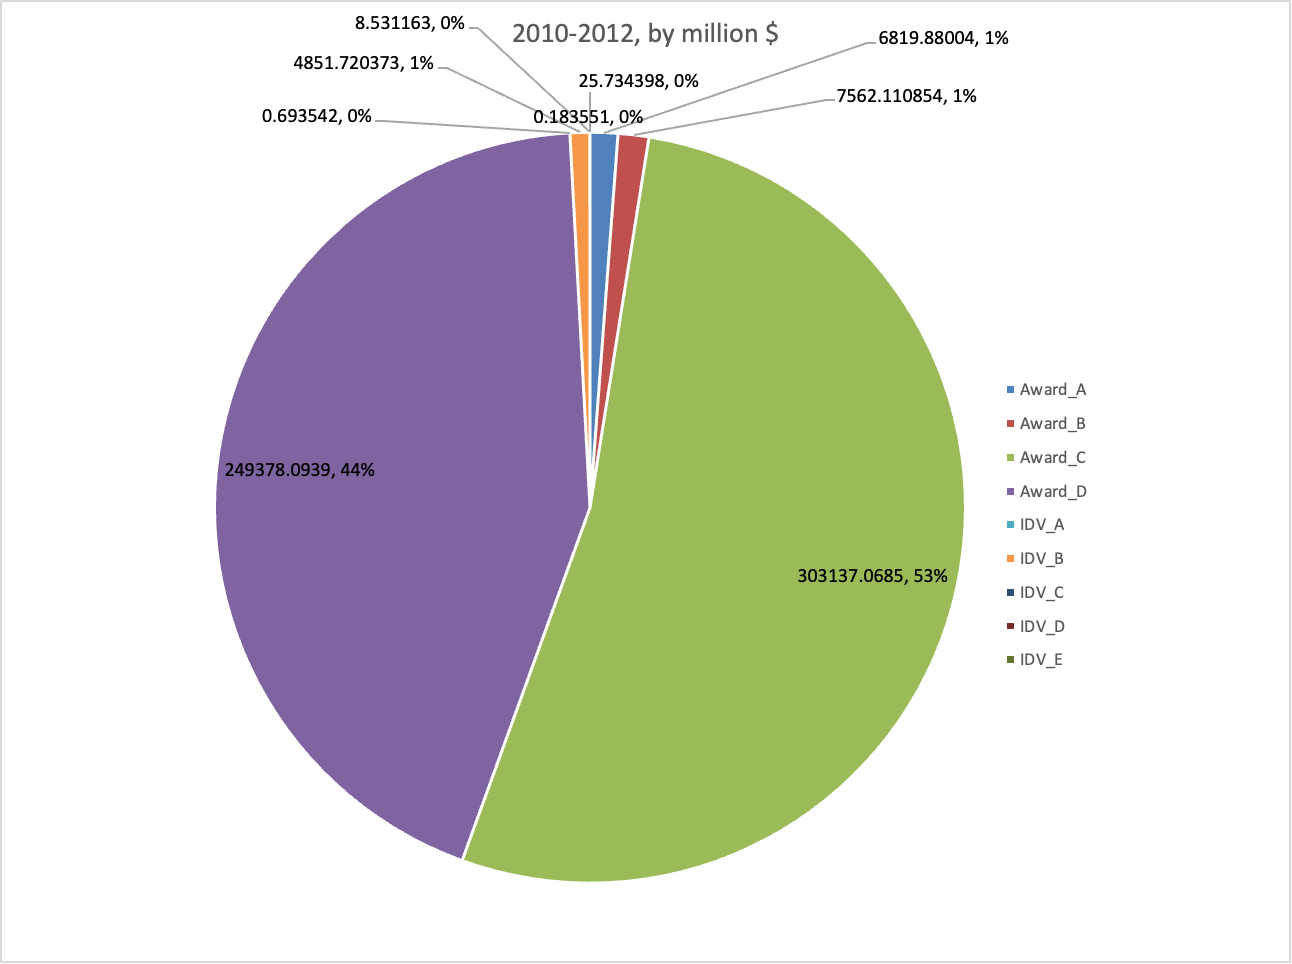 8.531163, 0%
2010-2012, by million $
6819.88004, 1%
4851.720373, 1%
25.734398, 0%
7562.110854, 1%
0.693542, 0%
0.183551, 0%
249378.0939, 44%
303137.0685, 53%
Award_A
Award_B
Award_C
Award_D
IDV_A
IDV_B
IDV_C
IDV_D
IDV_E